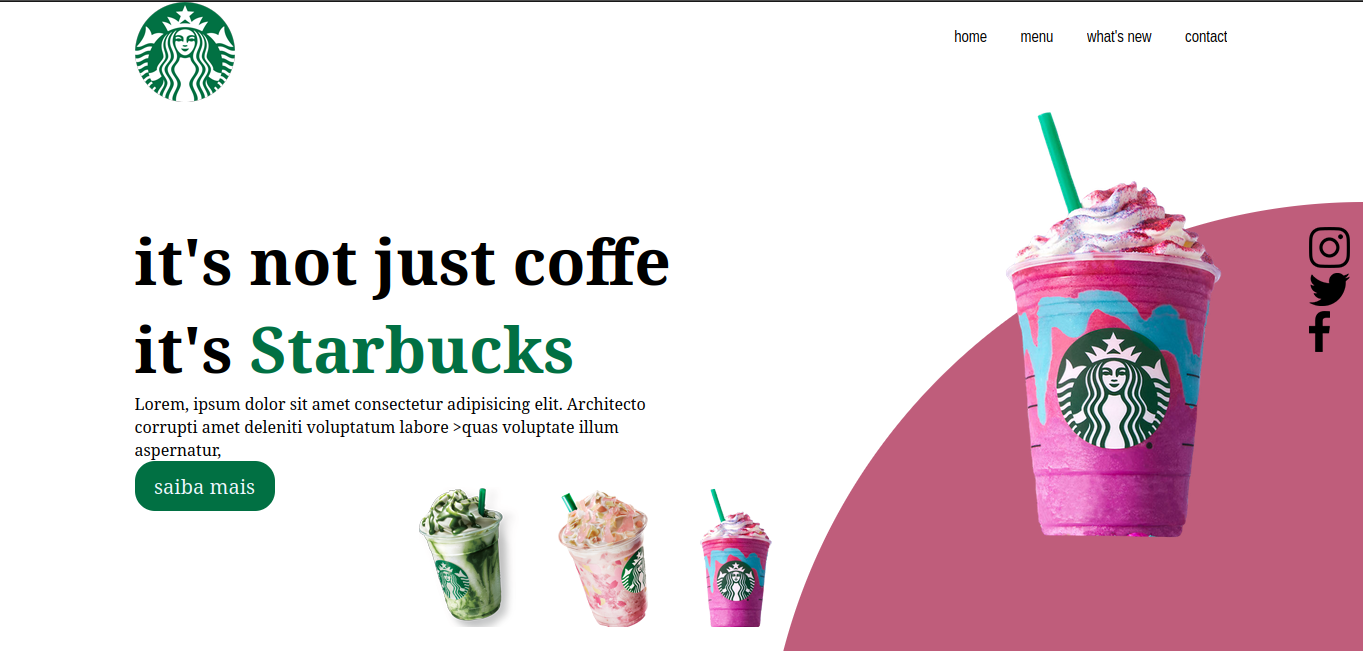 home menu what's new contact
it's not just coffe
it's Starbucks
Lorem, ipsum dolor sit amet consectetur adipisicing elit. Architecto
corrupti amet deleniti voluptatum labore >quas voluptate illum
aspernatur,
saiba mais